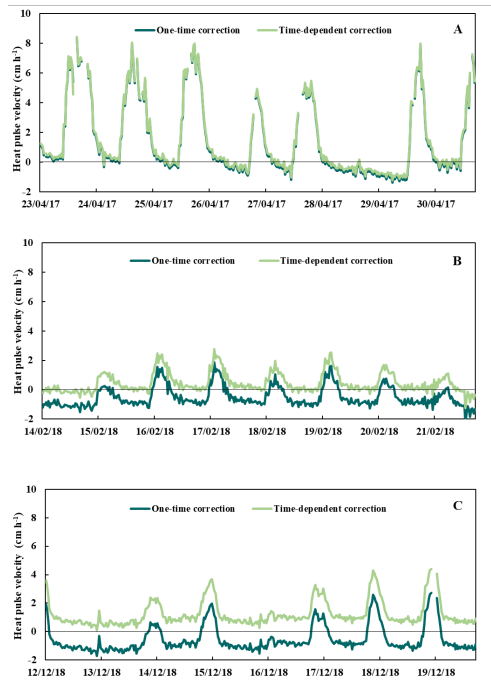 10
One-time correction Time-dependent correction A
8
6
4
2
0
-2
Heat pulse velocity (cm h-1)
23/04/17 24/04/17 25/04/17 26/04/17 27/04/17 28/04/17 29/04/17 30/04/17
10
One-time correction Time-dependent correction B
8
6
4
2
0
-2
Heat pulse velocity (cm h-1)
14/02/18 15/02/18 16/02/18 17/02/18 18/02/18 19/02/18 20/02/18 21/02/18
10
One-time correction Time-dependent correction C
8
6
4
2
0
-2
Heat pulse velocity (cm h-1)
12/12/18 13/12/18 14/12/18 15/12/18 16/12/18 17/12/18 18/12/18 19/12/18